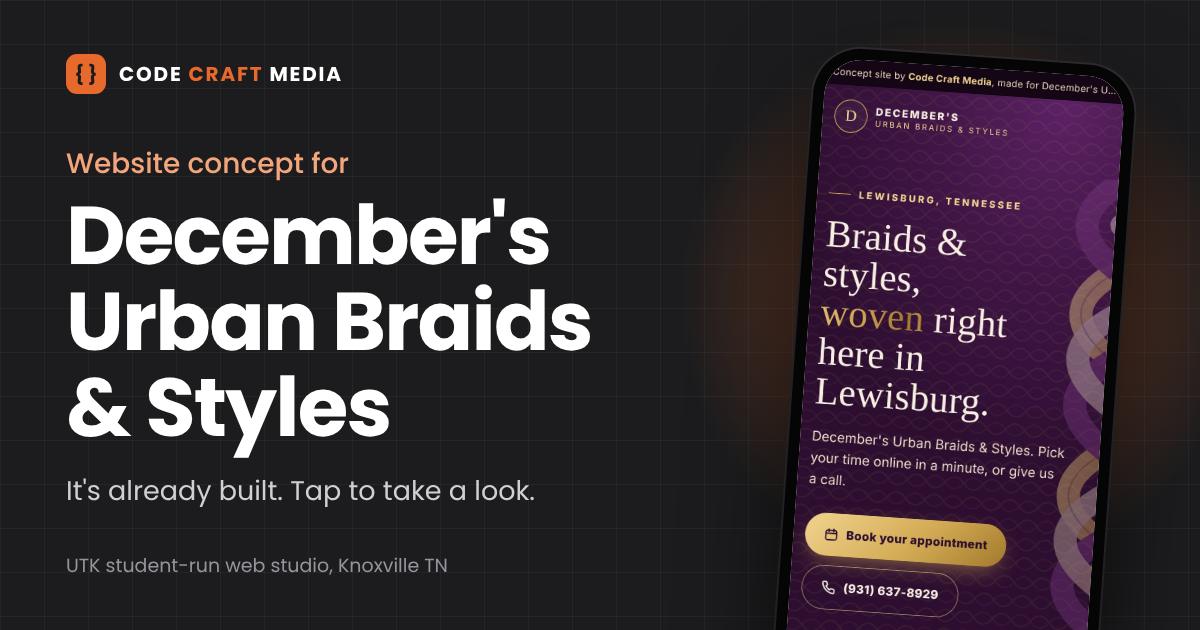 { } CODE CRAFT MEDIA
Website concept for
December's
Urban Braids
& Styles
It's already built. Tap to take a look.
UTK student-run web studio, Knoxville TN
Concept site by Code Craft Media, made for December's U...
D
DECEMBER'S
URBAN BRAIDS & STYLES
LEWISBURG, TENNESSEE
Braids &
styles,
woven right
here in
Lewisburg.
December's Urban Braids & Styles. Pick
your time online in a minute, or give us
a call.
Book your appointment
(931) 637-8929